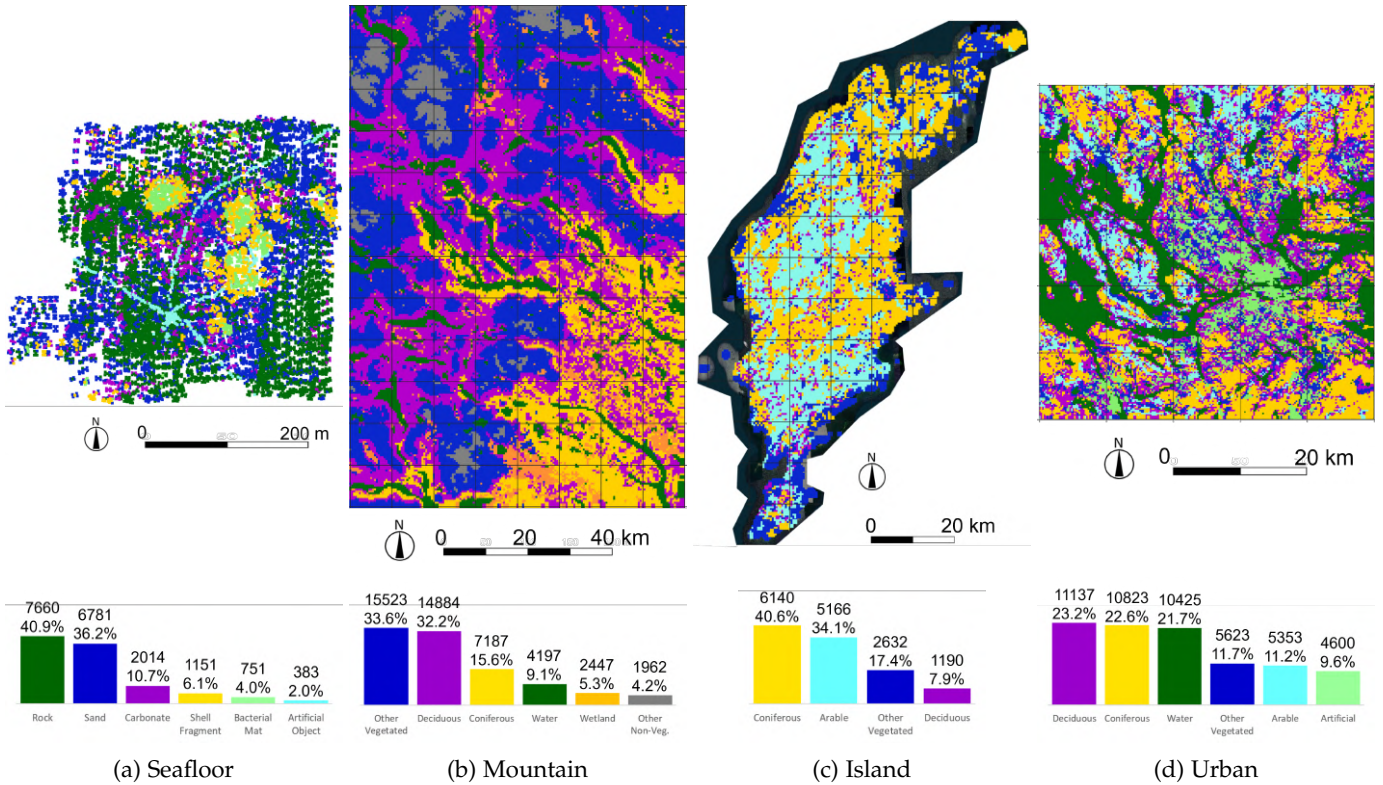 N
0
200 m
N
0
20
40 km
N
0
20 km
N
0
20 km
7660
40.9%
6781
36.2%
2014
10.7%
1151
6.1%
751
4.0%
383
2.0%
Rock
Sand
Carbonate
Shell
Fragment
Bacterial
Mat
Artificial
Object
15523
33.6%
14884
32.2%
7187
15.6%
4197
9.1%
2447
5.3%
1962
4.2%
Other
Vegetated
Deciduous
Coniferous
Water
Wetland
Other
Non-Veg.
6140
40.6%
5166
34.1%
2632
17.4%
1190
7.9%
Coniferous
Arable
Other
Vegetated
Deciduous
11137
23.2%
10823
22.6%
10425
21.7%
5623
11.7%
5353
11.2%
4600
9.6%
Deciduous
Coniferous
Water
Other
Vegetated
Arable
Artificial
(a) Seafloor
(b) Mountain
(c) Island
(d) Urban